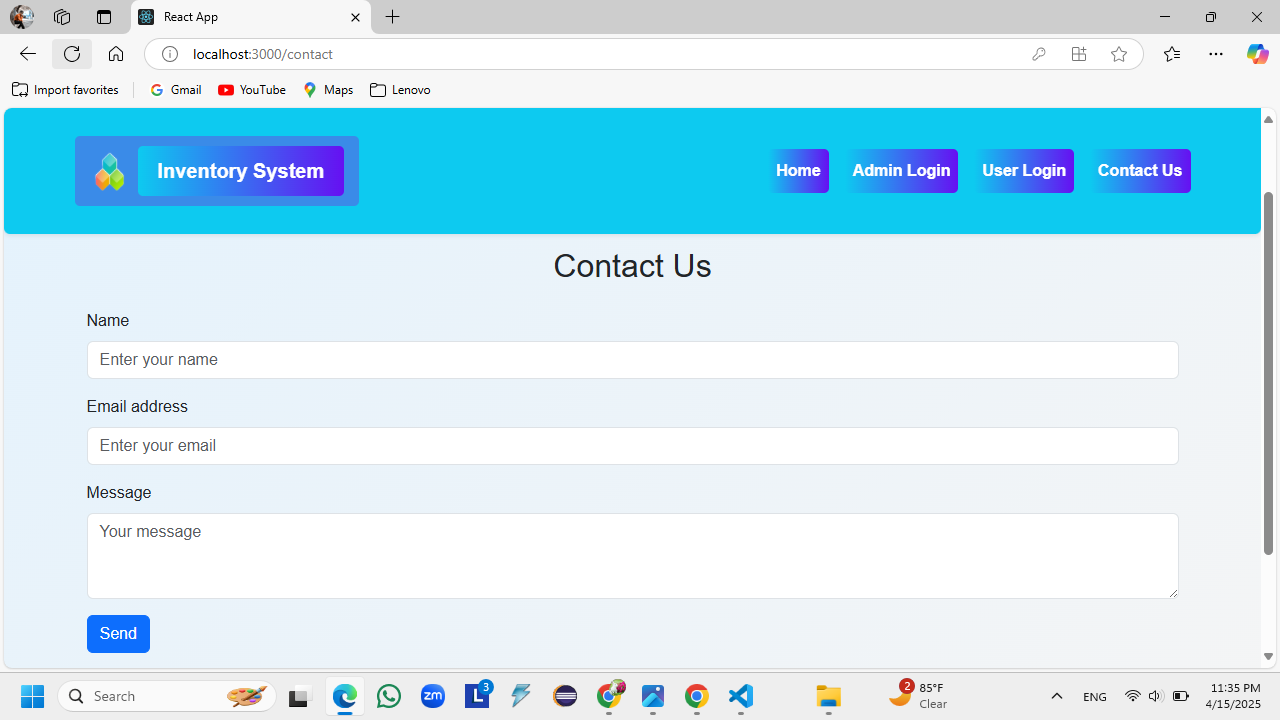 React App
localhost:3000/contact
Import favorites
Gmail
YouTube
Maps
Lenovo
Inventory System
Home
Admin Login
User Login
Contact Us
Contact Us
Name
Enter your name
Email address
Enter your email
Message
Your message
Send
Search
zm
L
3
2
85°F
Clear
ENG
11:35 PM
4/15/2025